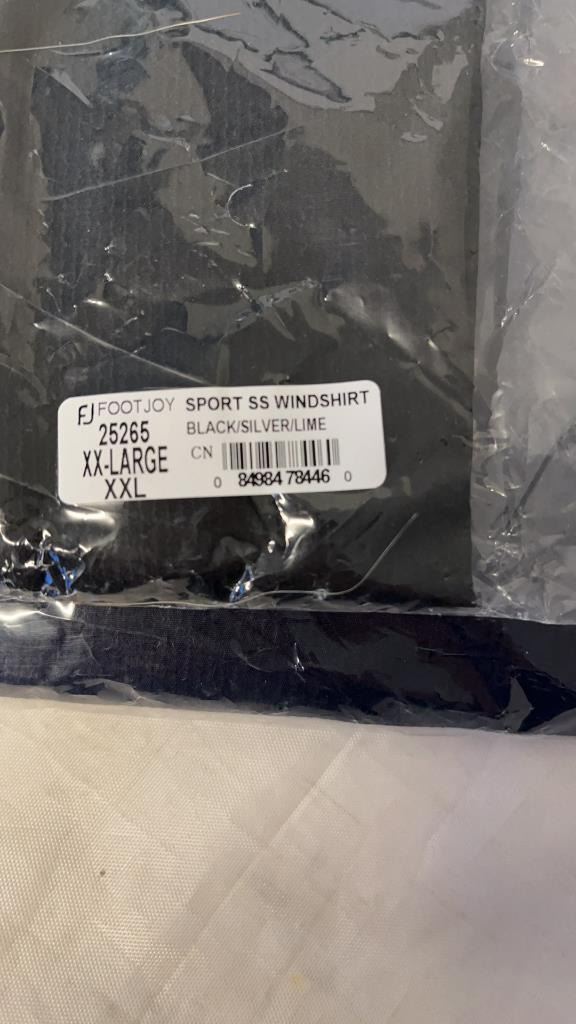 FJ FOOTJOY
25265
XX-LARGE
XXL
SPORT SS WINDSHIRT
BLACK/SILVER/LIME
CN
0 84984 78446 0